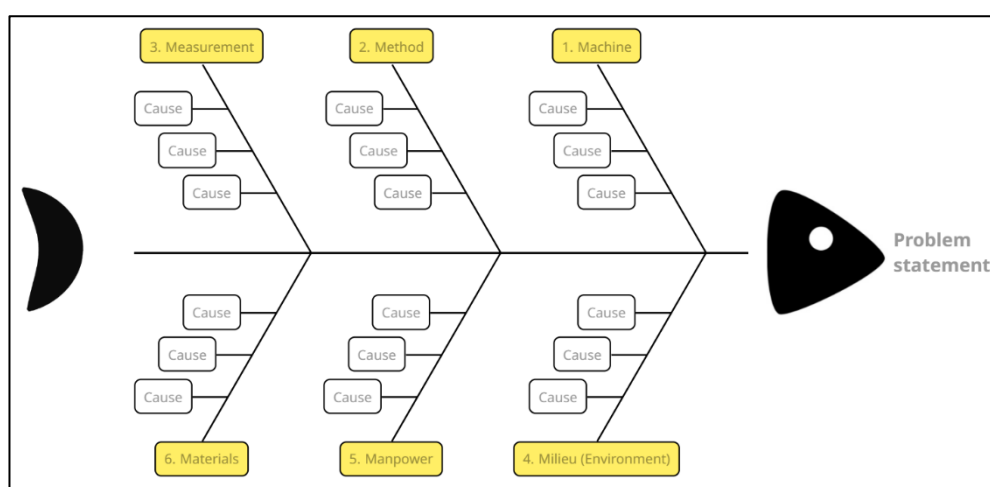 3. Measurement
2. Method
1. Machine
Cause
Cause
Cause
Cause
Cause
Cause
Cause
Cause
Cause
Problem
statement
Cause
Cause
Cause
Cause
Cause
Cause
Cause
Cause
Cause
6. Materials
5. Manpower
4. Milieu (Environment)